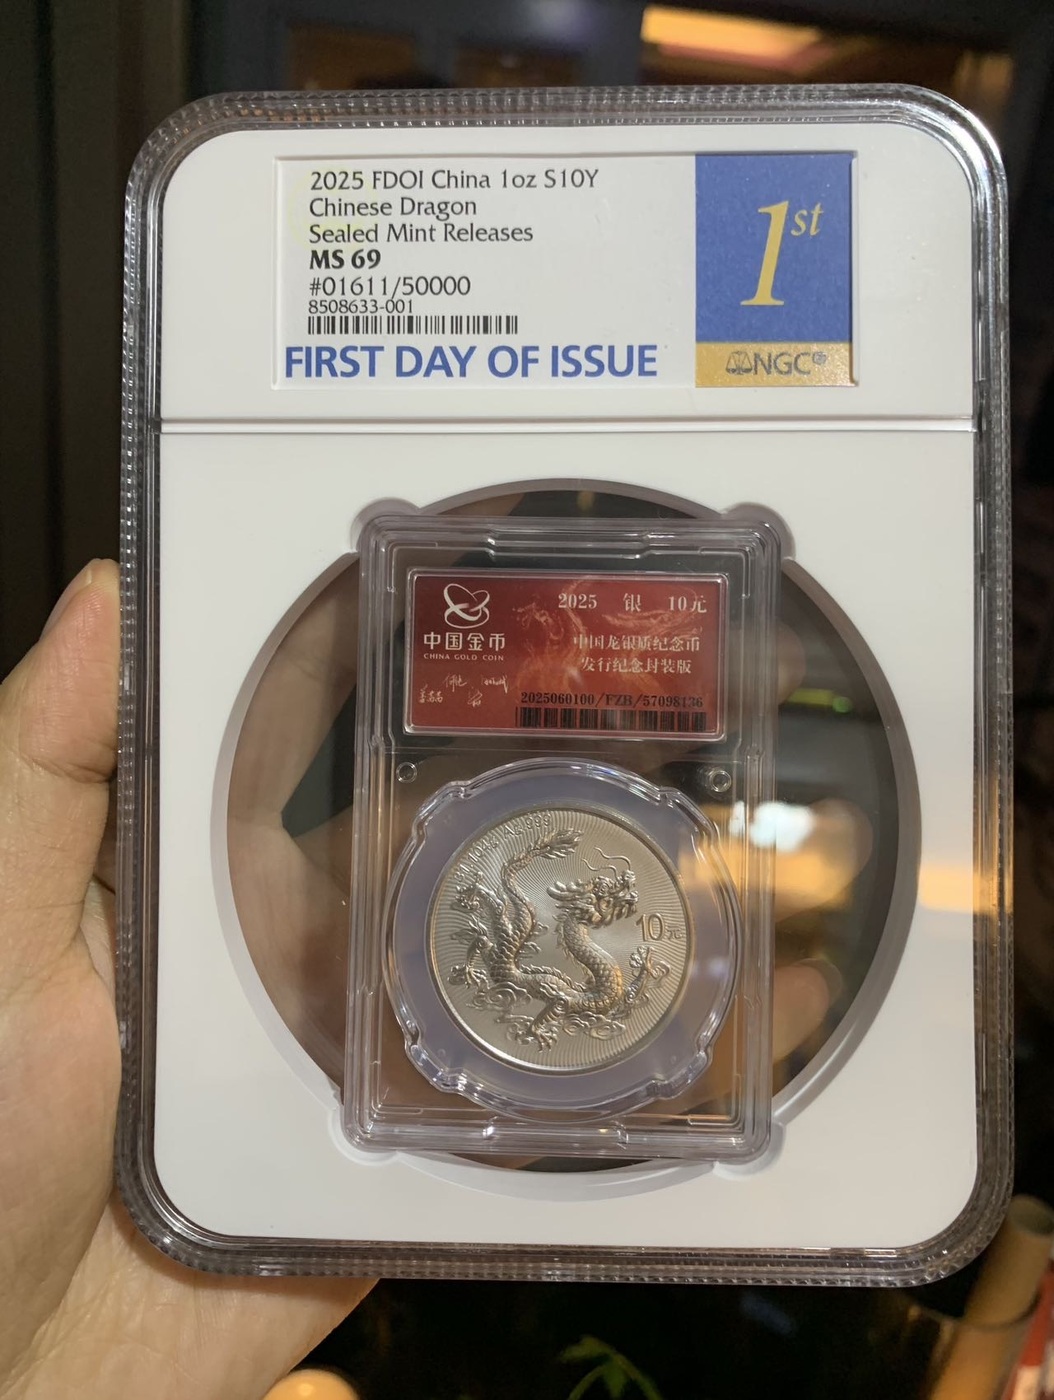 2025 FDOI China 1oz S10Y
Chinese Dragon
Sealed Mint Releases
MS 69
#01611/50000
8508633-001
FIRST DAY OF ISSUE
1st
NGC
2025 银 10元
中国金币
CHINA GOLD COIN
中国龙银质纪念币
发行纪念封装版
2025060100/FZB/57098136
10元